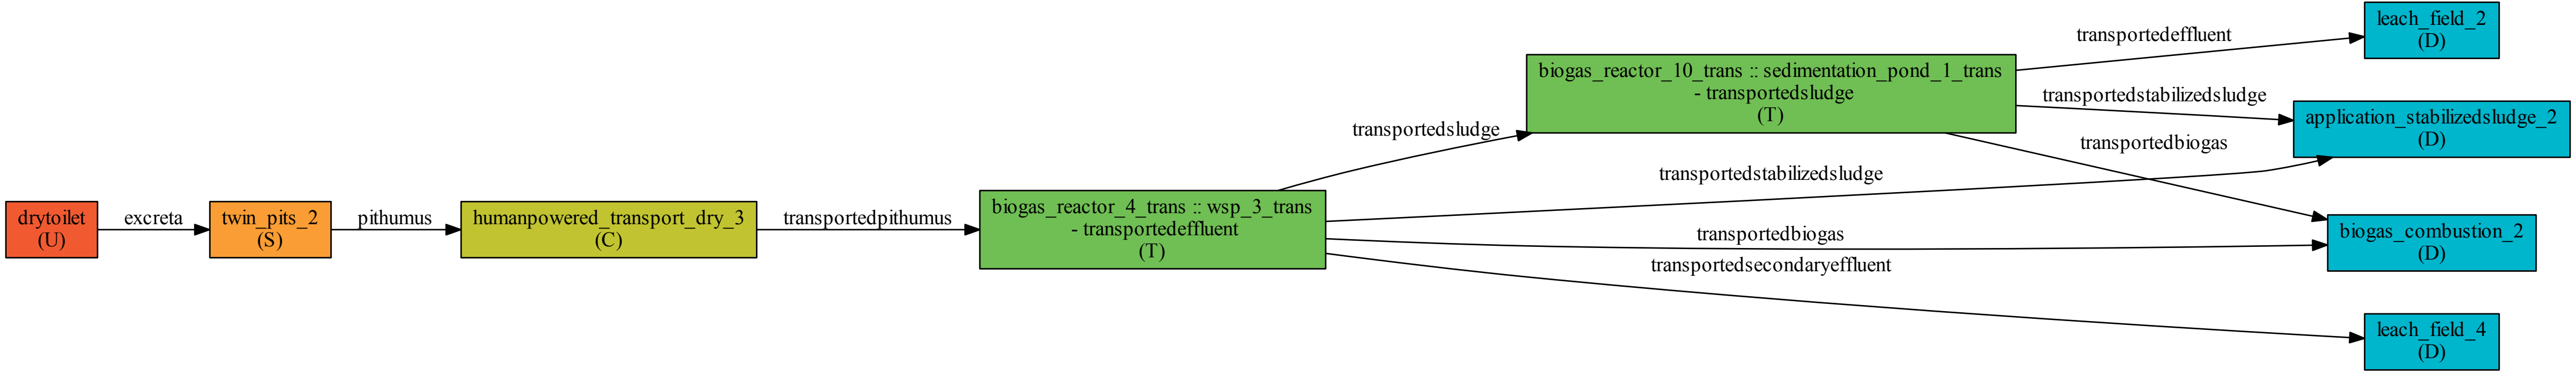 drytoilet
(U)
excreta
twin_pits_2
(S)
pithumus
humanpowered_transport_dry_3
(C)
transportedpithumus
biogas_reactor_4_trans :: wsp_3_trans
- transportedeffluent
(T)
transportedsludge
transportedstabilizedsludge
transportedbiogas
transportedsecondaryeffluent
biogas_reactor_10_trans :: sedimentation_pond_1_trans
- transportedsludge
(T)
transportedeffluent
transportedstabilizedsludge
transportedbiogas
leach_field_2
(D)
application_stabilizedsludge_2
(D)
biogas_combustion_2
(D)
leach_field_4
(D)